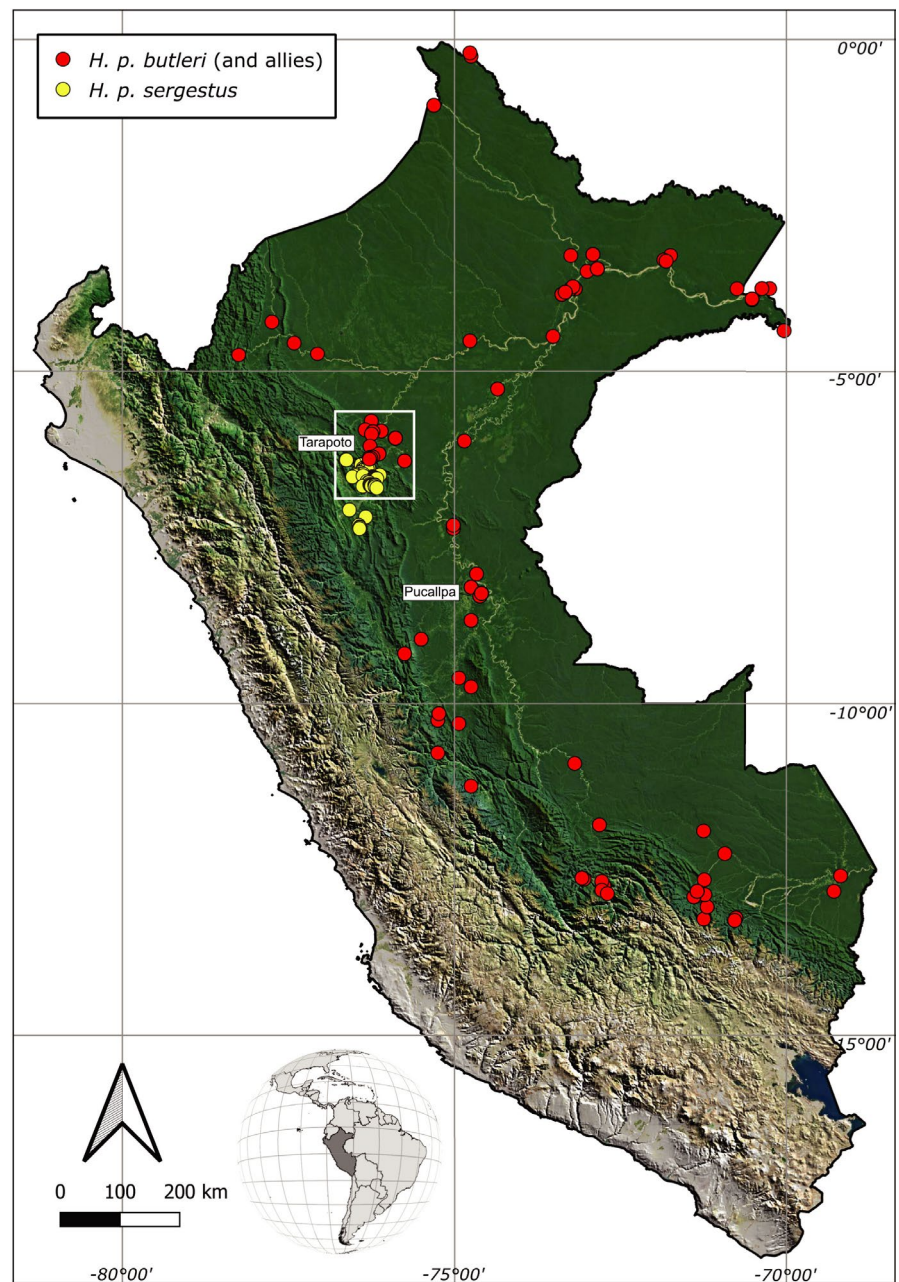 H. p. butleri (and allies)
H. p. sergestus
0°00'
-5°00'
Tarapoto
Pucallpa
-10°00'
-15°00'
0 100 200 km
-80°00' -75°00' -70°00'